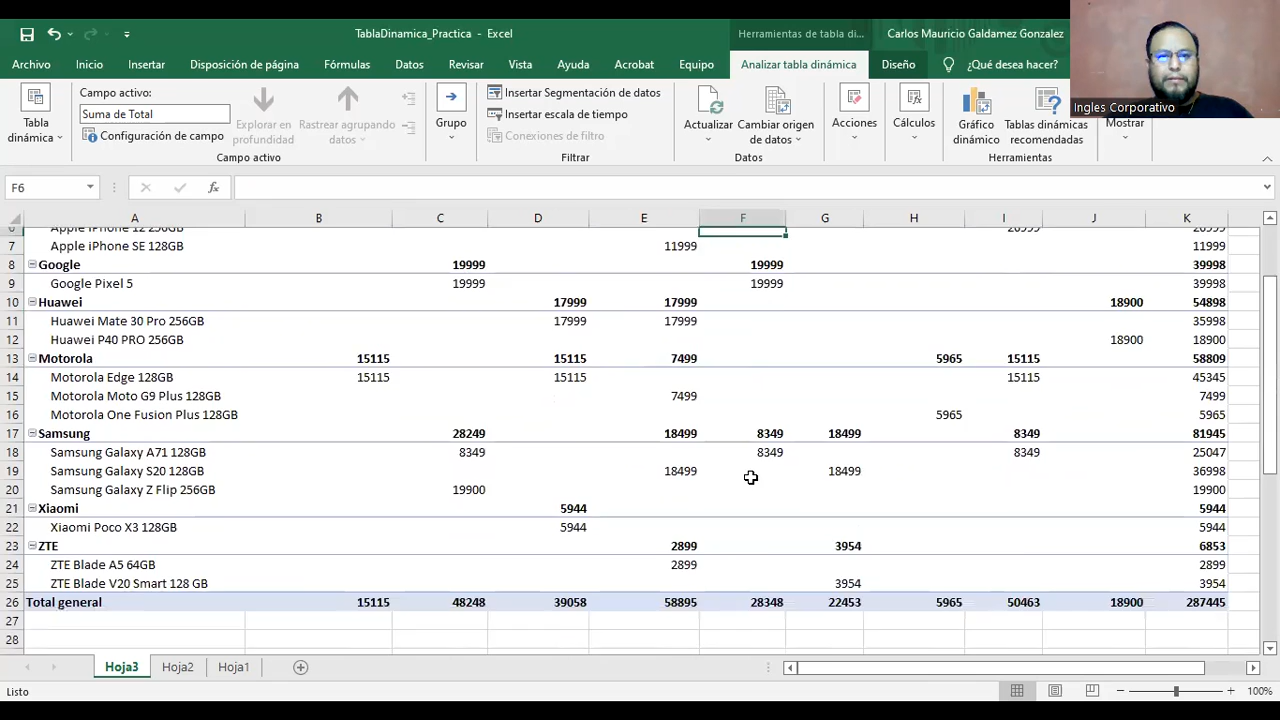 TablaDinamica_Practica - Excel
Herramientas de tabla di...
Carlos Mauricio Galdamez Gonzalez
Archivo Inicio Insertar Disposición de página Fórmulas Datos Revisar Vista Ayuda Acrobat Equipo Analizar tabla dinámica Diseño ¿Qué desea hacer?
Ingles Corporativo
Tabla dinámica
Campo activo:
Suma de Total
Configuración de campo
Explorar en profundidad
Rastrear agrupando datos
Campo activo
Grupo
Insertar Segmentación de datos
Insertar escala de tiempo
Conexiones de filtro
Filtrar
Actualizar
Cambiar origen de datos
Datos
Acciones
Cálculos
Gráfico dinámico
Tablas dinámicas recomendadas
Herramientas
Mostrar
F6 fx
A B C D E F G H I J K
7 Apple iPhone SE 128GB 11999 11999
8 Google 19999 19999 39998
9 Google Pixel 5 19999 19999 39998
10 Huawei 17999 17999 18900 54898
11 Huawei Mate 30 Pro 256GB 17999 17999 35998
12 Huawei P40 PRO 256GB 18900 18900
13 Motorola 15115 15115 7499 5965 15115 58809
14 Motorola Edge 128GB 15115 15115 15115 45345
15 Motorola Moto G9 Plus 128GB 7499 7499
16 Motorola One Fusion Plus 128GB 5965 5965
17 Samsung 28249 18499 8349 18499 8349 81945
18 Samsung Galaxy A71 128GB 8349 8349 8349 25047
19 Samsung Galaxy S20 128GB 18499 18499 36998
20 Samsung Galaxy Z Flip 256GB 19900 19900
21 Xiaomi 5944 5944
22 Xiaomi Poco X3 128GB 5944 5944
23 ZTE 2899 3954 6853
24 ZTE Blade A5 64GB 2899 2899
25 ZTE Blade V20 Smart 128 GB 3954 3954
26 Total general 15115 48248 39058 58895 28348 22453 5965 50463 18900 287445
27
28
Hoja3 Hoja2 Hoja1
Listo 100%